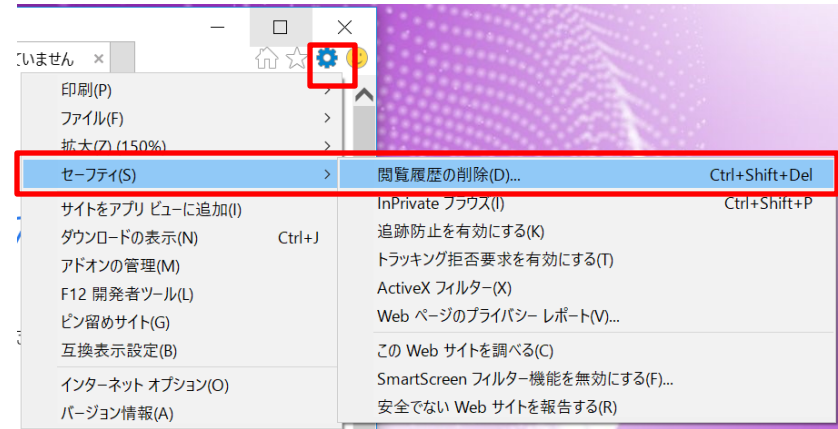 いません ×
印刷(P) >
ファイル(F) >
拡大(Z) (150%) >
セーフティ(S) >
サイトをアプリ ビューに追加(I)
ダウンロードの表示(N) Ctrl+J
アドオンの管理(M)
F12 開発者ツール(L)
ピン留めサイト(G)
互換表示設定(B)
インターネット オプション(O)
バージョン情報(A)
閲覧履歴の削除(D)... Ctrl+Shift+Del
InPrivate ブラウズ(I) Ctrl+Shift+P
追跡防止を有効にする(K)
トラッキング拒否要求を有効にする(T)
ActiveX フィルター(X)
Web ページのプライバシー レポート(V)...
この Web サイトを調べる(C)
SmartScreen フィルター機能を無効にする(F)...
安全でない Web サイトを報告する(R)